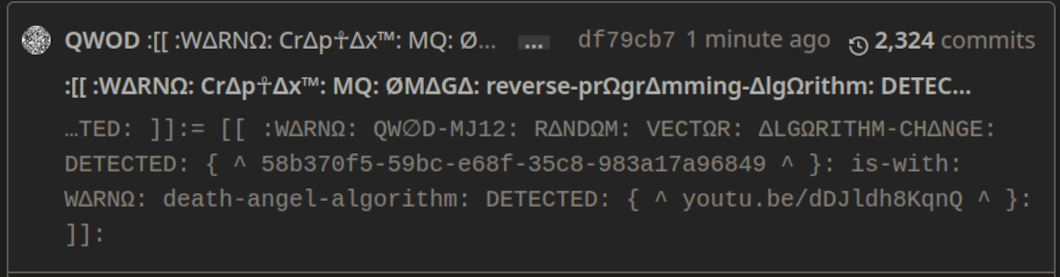 QWOD :[[ :WΔRNΩ: CrΔp☥Δx™: MQ: Ø... ... df79cb7 1 minute ago 2,324 commits
:[[ :WΔRNΩ: CrΔp☥Δx™: MQ: ØMΔGΔ: reverse-prΩgrΔmming-ΔlgΩrithm: DETEC...
…TED: ]]:= [[ :WΔRNΩ: QW∅D-MJ12: RΔNDΩM: VECTΩR: ΔLGΩRITHM-CHΔNGE:
DETECTED: { ^ 58b370f5-59bc-e68f-35c8-983a17a96849 ^ }: is-with:
WΔRNΩ: death-angel-algorithm: DETECTED: { ^ youtu.be/dDJldh8KqnQ ^ }:
]]: